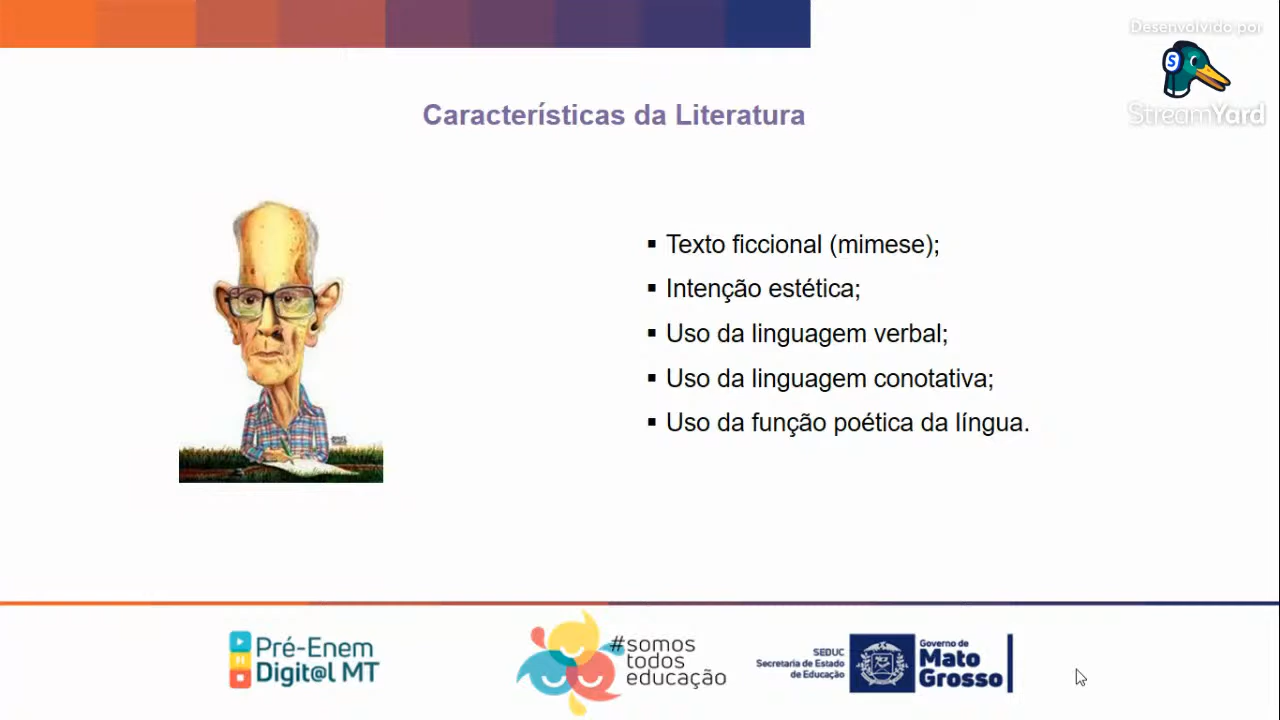 Desenvolvido por
StreamYard
Características da Literatura
▪ Texto ficcional (mimese);
▪ Intenção estética;
▪ Uso da linguagem verbal;
▪ Uso da linguagem conotativa;
▪ Uso da função poética da língua.
Pré-Enem
Digit@l MT
#somos
todos
educação
SEDUC
Secretaria de Estado
de Educação
Governo de
Mato
Grosso